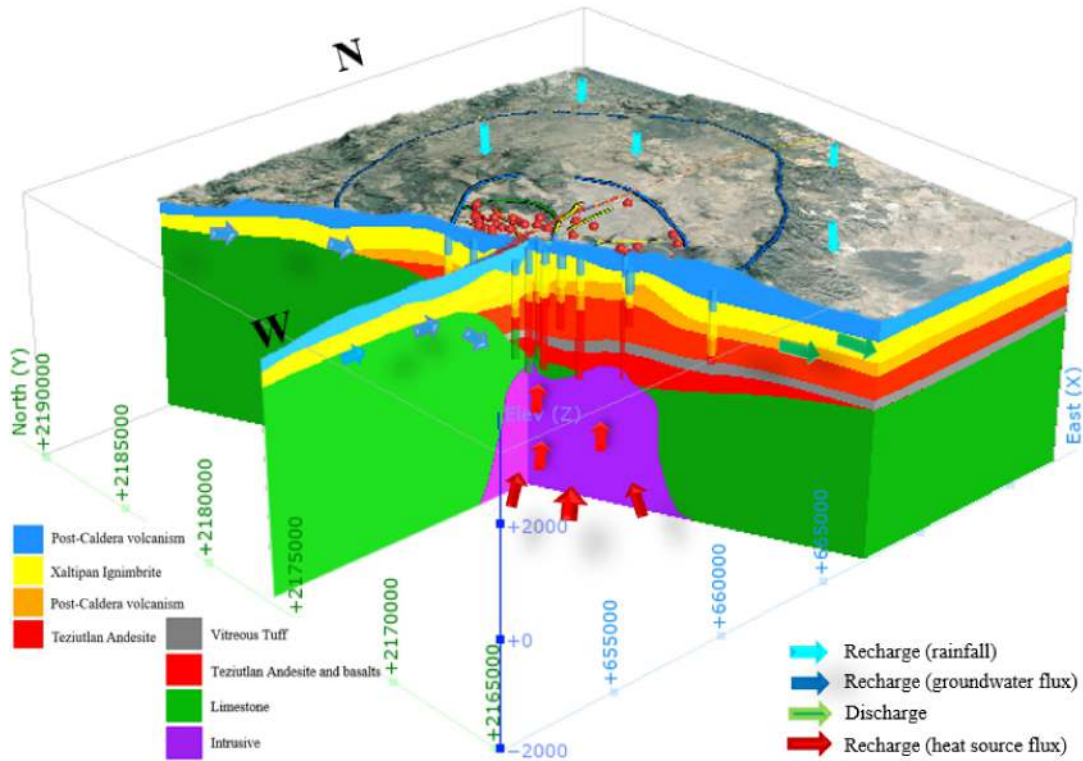 N
W
North (Y)
+2190000
+2185000
+2180000
+2175000
+2170000
+2165000
Elev (Z)
+2000
+0
−2000
+655000
+660000
+665000
East (X)
Post-Caldera volcanism
Xaltipan Ignimbrite
Post-Caldera volcanism
Teziutlan Andesite
Vitreous Tuff
Teziutlan Andesite and basalts
Limestone
Intrusive
Recharge (rainfall)
Recharge (groundwater flux)
Discharge
Recharge (heat source flux)